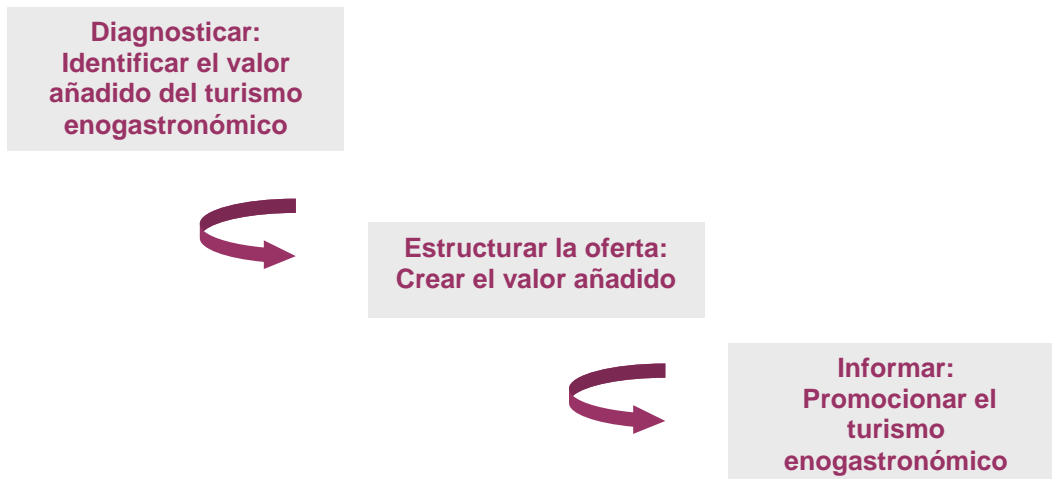 Diagnosticar:
Identificar el valor
añadido del turismo
enogastronómico
Estructurar la oferta:
Crear el valor añadido
Informar:
Promocionar el
turismo
enogastronómico